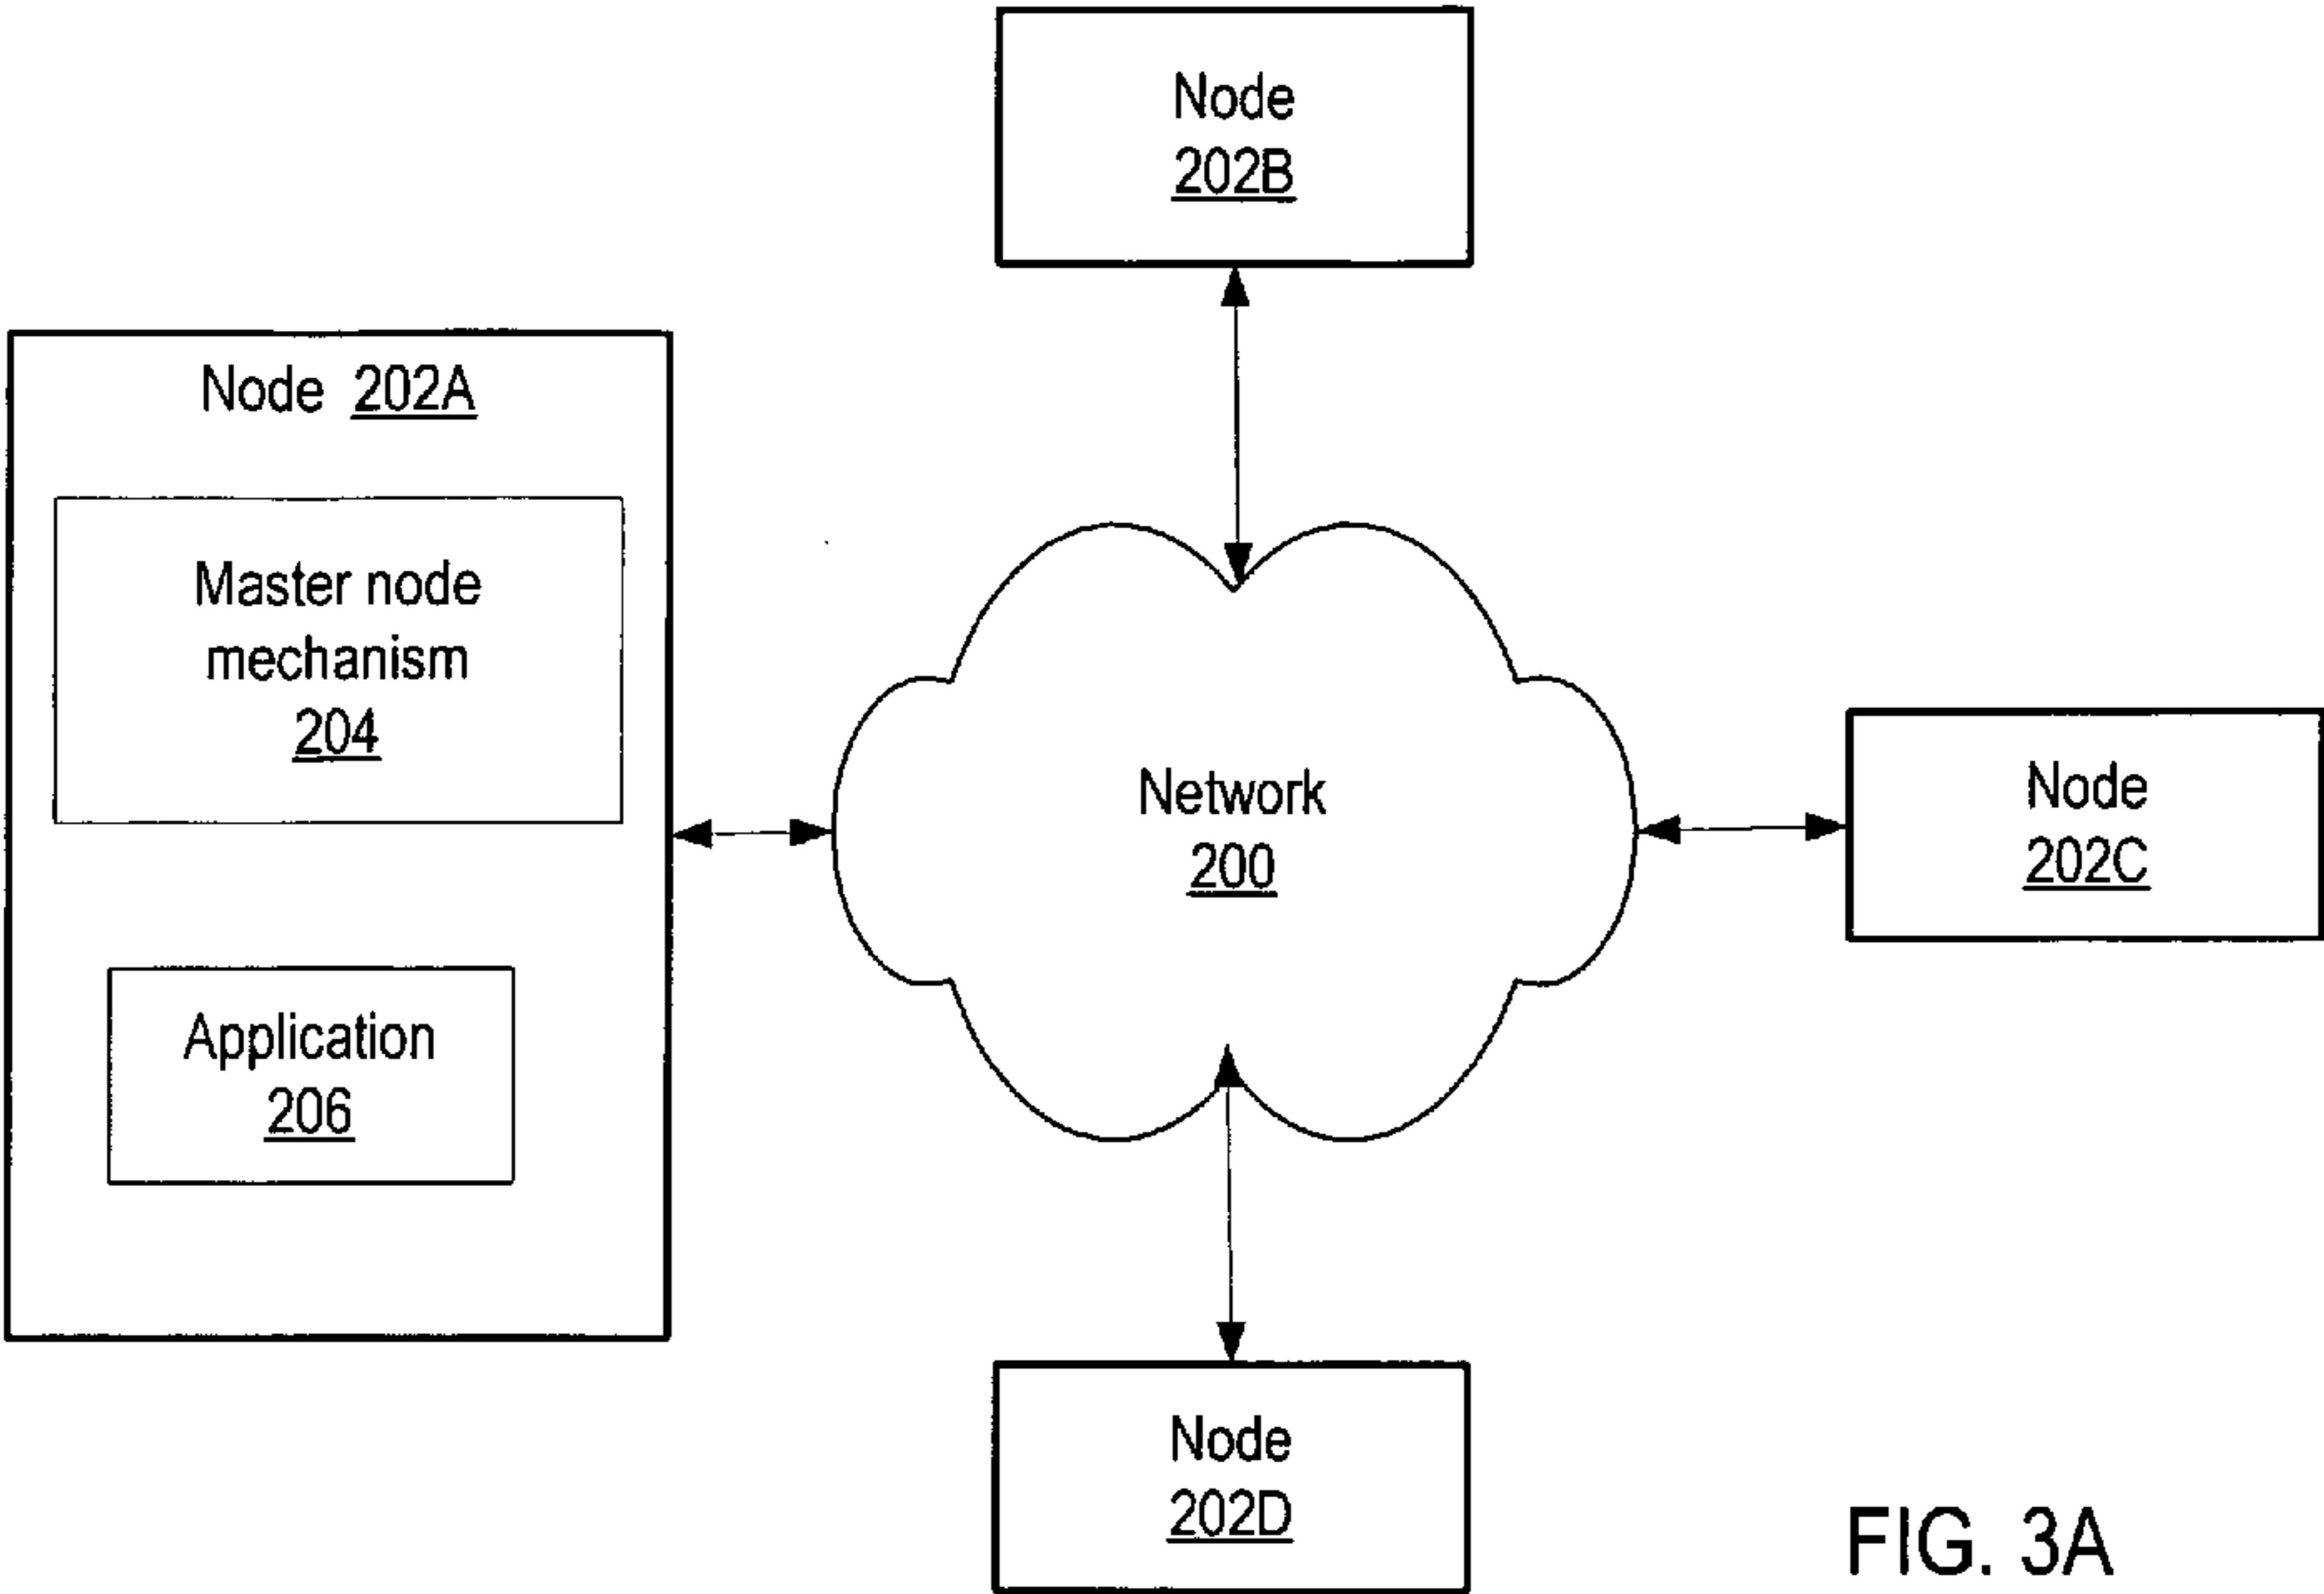 Node
202B
Node 202A
Master node
mechanism
204
Application
206
Network
200
Node
202C
Node
202D
FIG. 3A